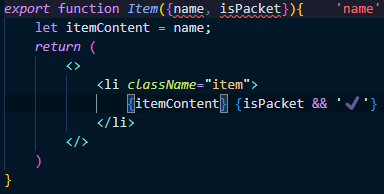 export function Item({name, isPacket}){ 'name'
let itemContent = name;
return (
<>
<li className="item">
{itemContent} {isPacket && '✔'}
</li>
</>
)
}